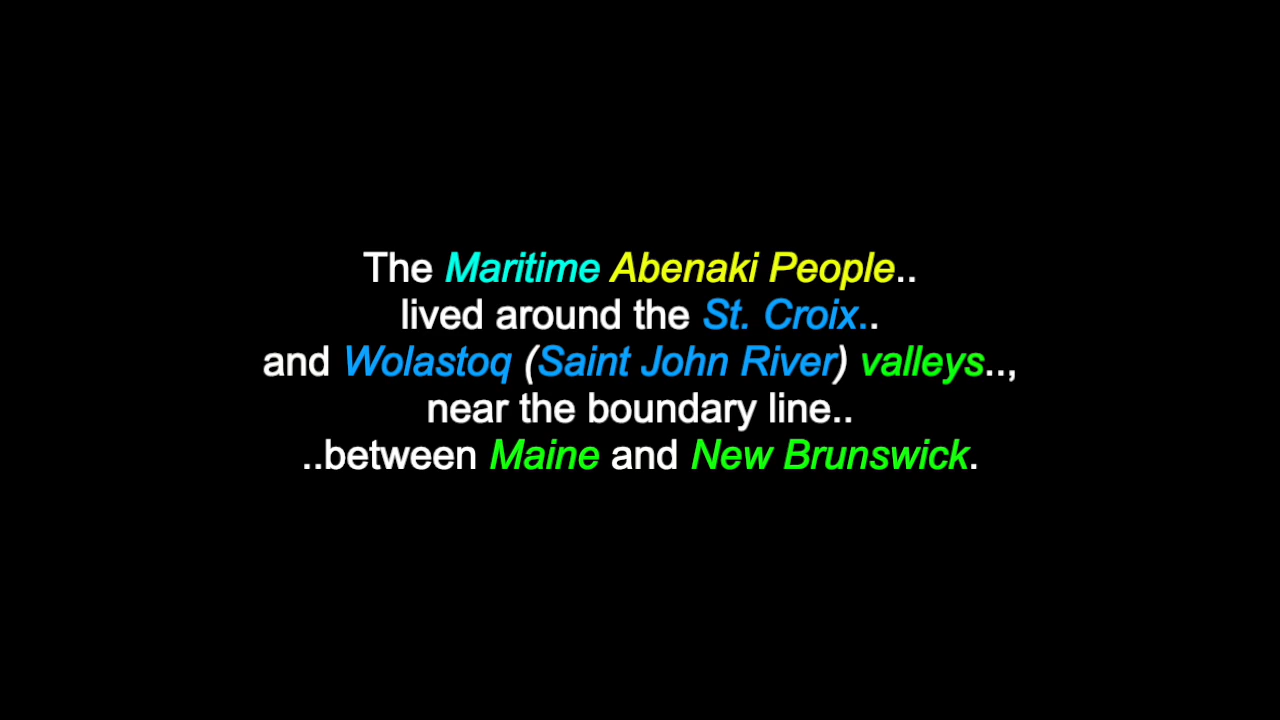 The Maritime Abenaki People..
lived around the St. Croix..
and Wolastoq (Saint John River) valleys..,
near the boundary line..
..between Maine and New Brunswick.